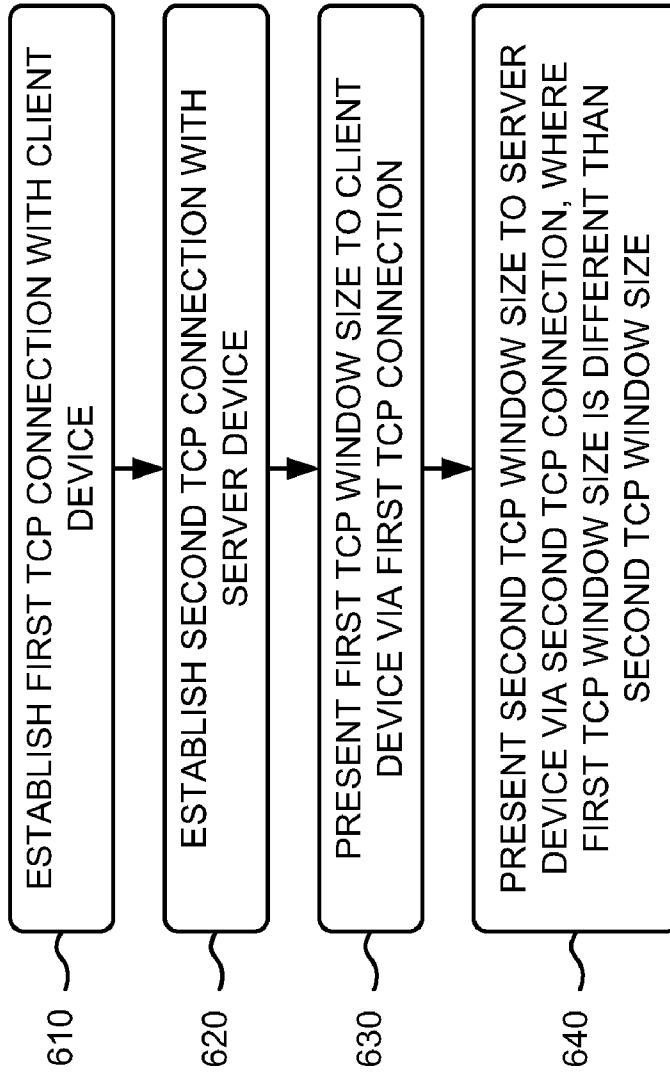 610
ESTABLISH FIRST TCP CONNECTION WITH CLIENT
DEVICE
620
ESTABLISH SECOND TCP CONNECTION WITH
SERVER DEVICE
630
PRESENT FIRST TCP WINDOW SIZE TO CLIENT
DEVICE VIA FIRST TCP CONNECTION
640
PRESENT SECOND TCP WINDOW SIZE TO SERVER
DEVICE VIA SECOND TCP CONNECTION, WHERE
FIRST TCP WINDOW SIZE IS DIFFERENT THAN
SECOND TCP WINDOW SIZE